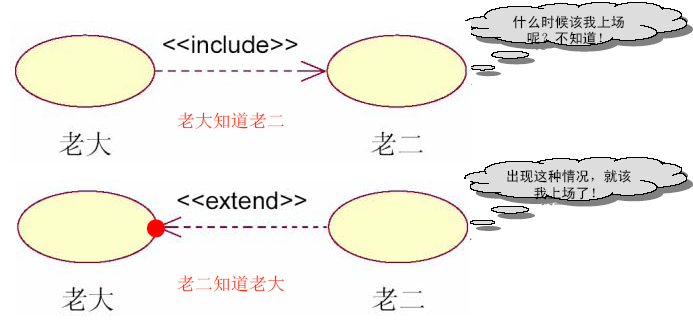 什么时候该我上场
呢？不知道！
<<include>>
老大知道老二
老大
老二
出现这种情况，就该
我上场了！
<<extend>>
老二知道老大
老大
老二